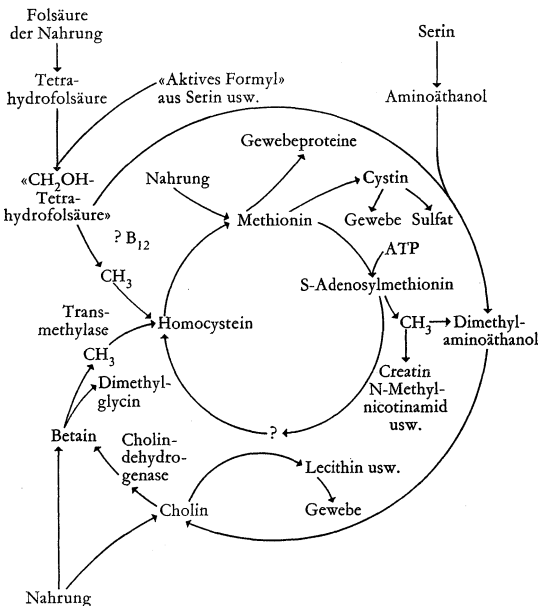 Folsäure
der Nahrung
Serin
Tetra-
hydrofolsäure
«Aktives Formyl»
aus Serin usw.
Aminoäthanol
Gewebeproteine
«CH2OH-
Tetra-
hydrofolsäure»
Nahrung
Cystin
Methionin
Gewebe
Sulfat
? B12
ATP
CH3
S-Adenosylmethionin
Trans-
methylase
Homocystein
CH3
Dimethyl-
aminoäthanol
CH3
Creatin
N-Methyl-
nicotinamid
usw.
Dimethyl-
glycin
Betain
?
Cholin-
dehydro-
genase
Lecithin usw.
Cholin
Gewebe
Nahrung